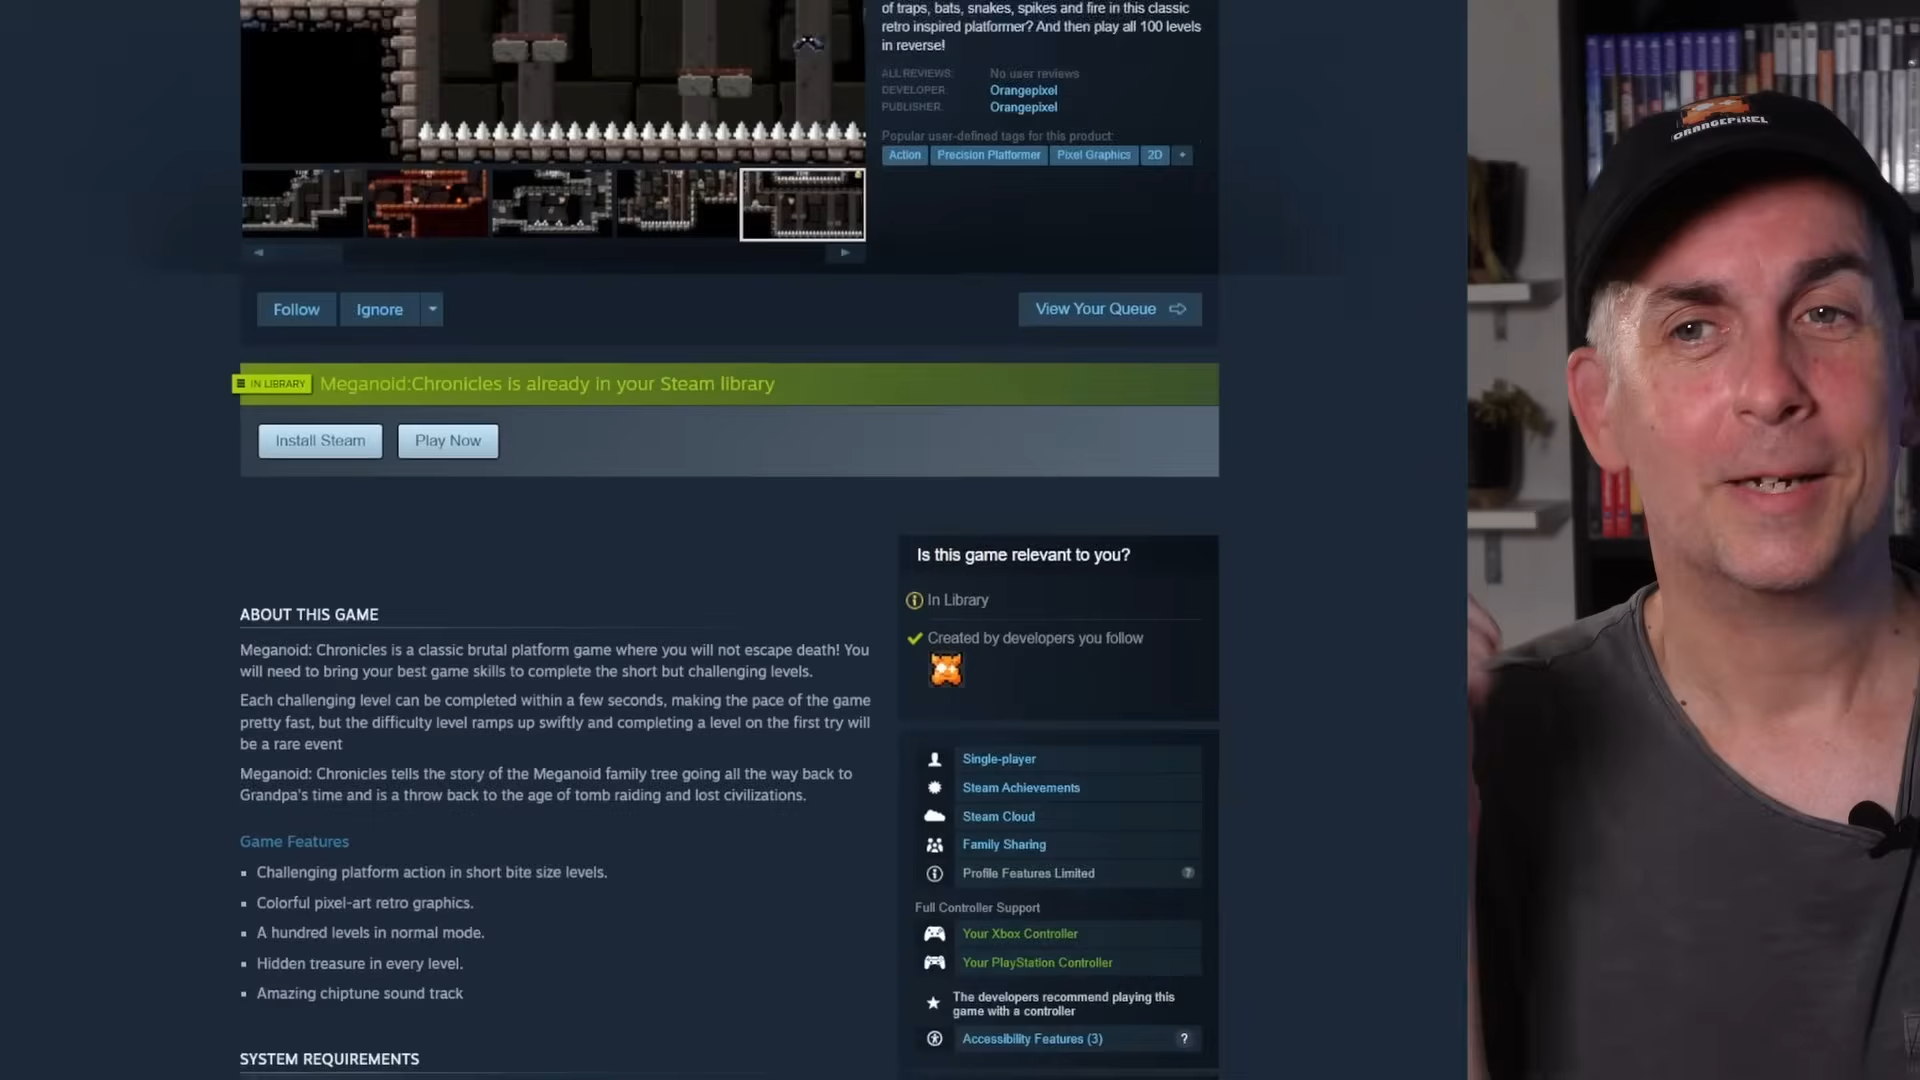 of traps, bats, snakes, spikes and fire in this classic
retro inspired platformer? And then play all 100 levels
in reverse!
ALL REVIEWS: No user reviews
DEVELOPER: Orangepixel
PUBLISHER: Orangepixel
Popular user-defined tags for this product:
Action Precision Platformer Pixel Graphics 2D +
ORANGEPIXEL
Follow Ignore View Your Queue
IN LIBRARY Meganoid:Chronicles is already in your Steam library
Install Steam Play Now
ABOUT THIS GAME
Meganoid: Chronicles is a classic brutal platform game where you will not escape death! You
will need to bring your best game skills to complete the short but challenging levels.
Each challenging level can be completed within a few seconds, making the pace of the game
pretty fast, but the difficulty level ramps up swiftly and completing a level on the first try will
be a rare event
Meganoid: Chronicles tells the story of the Meganoid family tree going all the way back to
Grandpa's time and is a throw back to the age of tomb raiding and lost civilizations.
Game Features
Challenging platform action in short bite size levels.
Colorful pixel-art retro graphics.
A hundred levels in normal mode.
Hidden treasure in every level.
Amazing chiptune sound track
SYSTEM REQUIREMENTS
Is this game relevant to you?
In Library
Created by developers you follow
Single-player
Steam Achievements
Steam Cloud
Family Sharing
Profile Features Limited ?
Full Controller Support
Your Xbox Controller
Your PlayStation Controller
The developers recommend playing this
game with a controller
Accessibility Features (3) ?